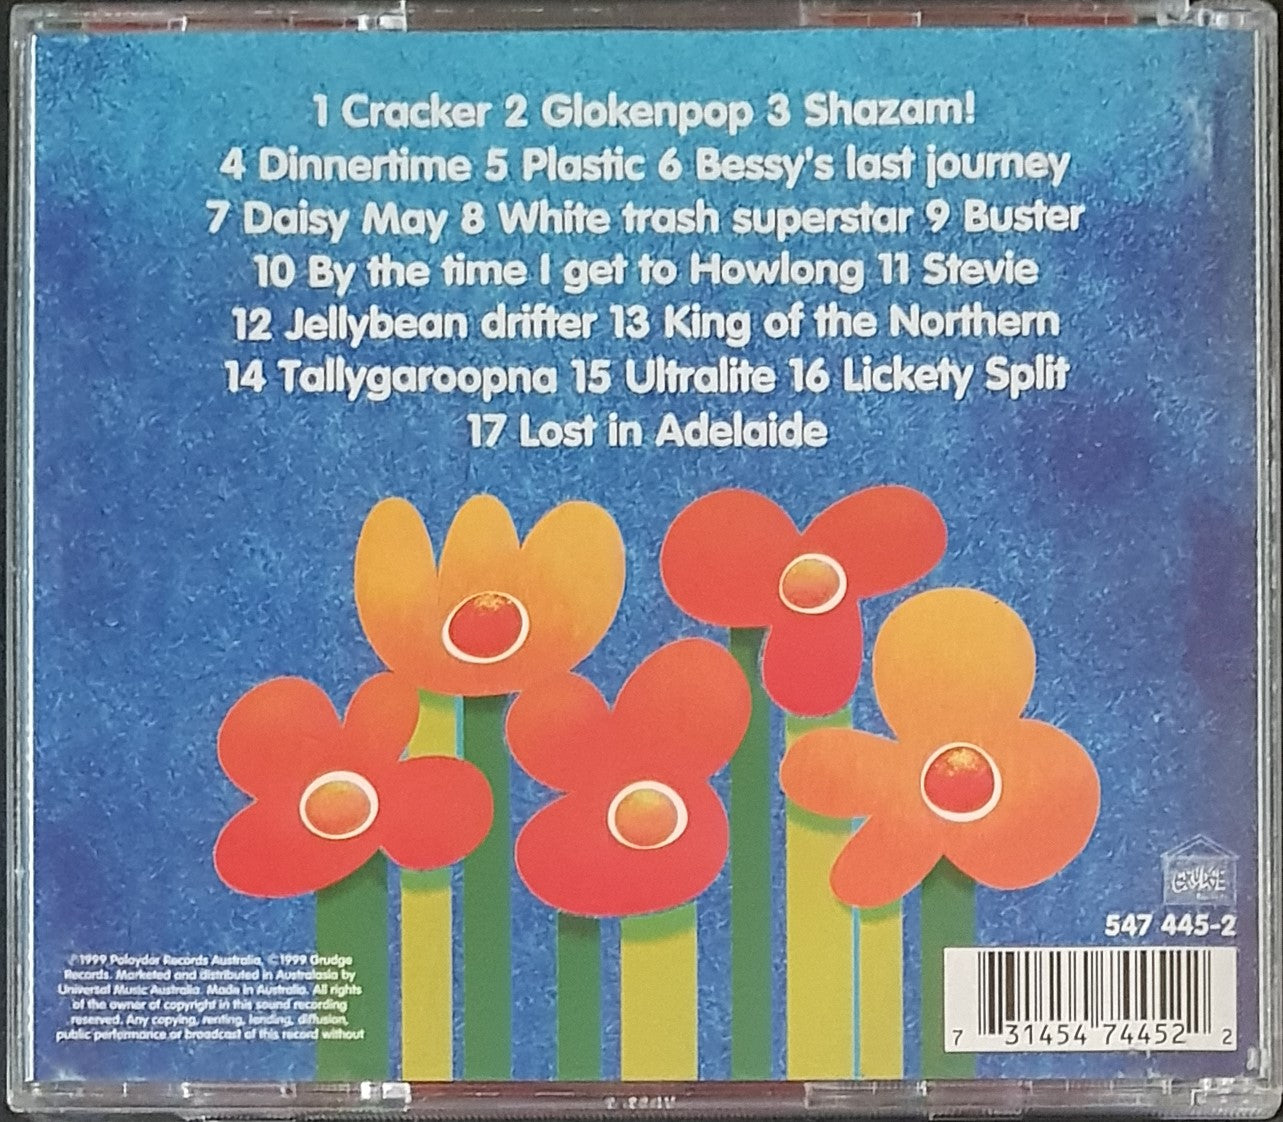 1 Cracker 2 Glokenpop 3 Shazam!
4 Dinnertime 5 Plastic 6 Bessy's last journey
7 Daisy May 8 White trash superstar 9 Buster
10 By the time I get to Howlong 11 Stevie
12 Jellybean drifter 13 King of the Northern
14 Tallygaroopna 15 Ultralite 16 Lickety Split
17 Lost in Adelaide
GRUDGE
547 445-2
℗1999 Poloydor Records Australia, ©1999 Grudge
Records. Marketed and distributed in Australasia by
Universal Music Australia. Made in Australia. All rights
of the owner of copyright in this sound recording
reserved. Any copying, renting, lending, diffusion,
public performance or broadcast of this record without
7 31454 74452 2